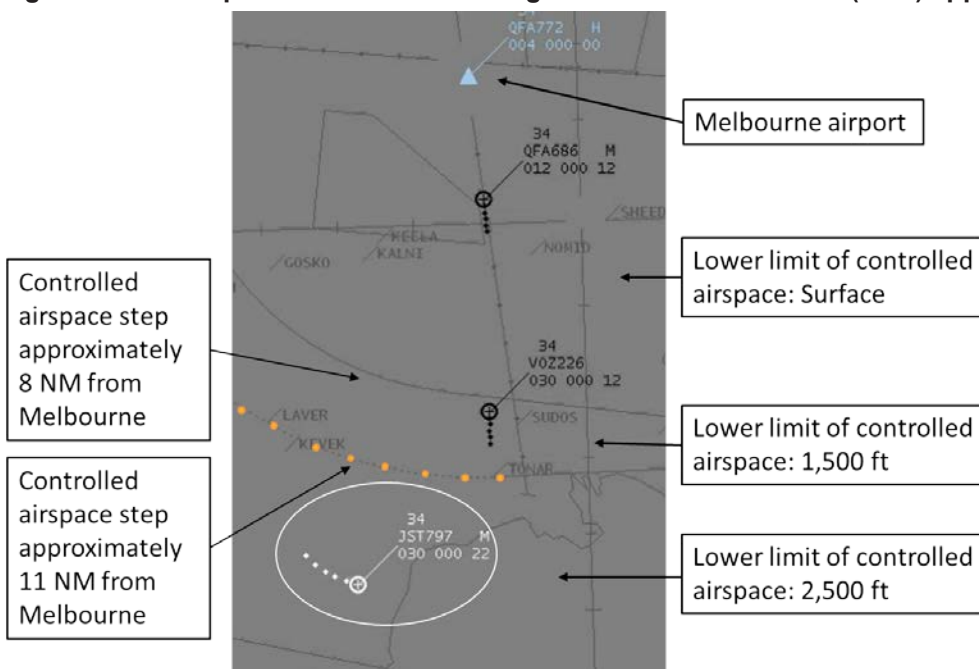 34
QFA772 H
004 000-00
Melbourne airport
34
QFA686 M
012 000 12
SHEED
KEGLA
KALNI
NORID
GOSKO
Lower limit of controlled
airspace: Surface
Controlled
airspace step
approximately
8 NM from
Melbourne
34
VOZ226
030 000 12
LAVER
SUDOS
KEVEK
Lower limit of controlled
airspace: 1,500 ft
TONAR
Controlled
airspace step
approximately
11 NM from
Melbourne
34
JST797 M
030 000 22
Lower limit of controlled
airspace: 2,500 ft